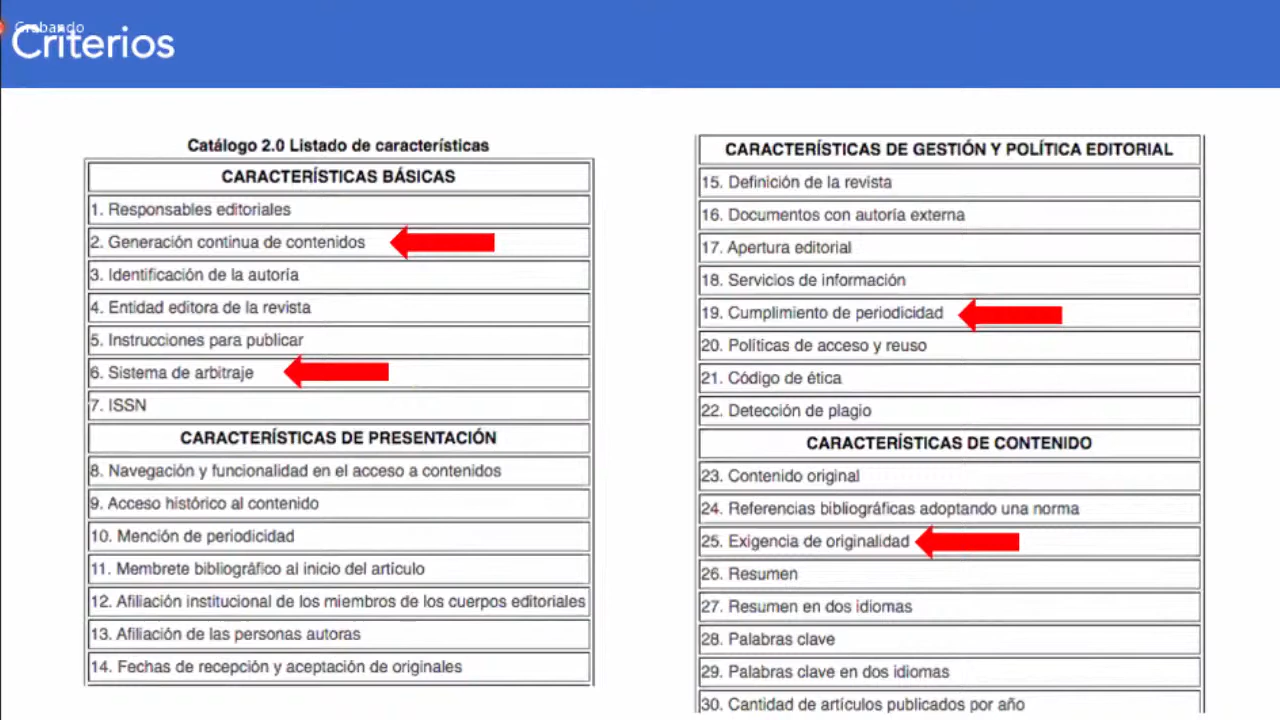 Grabando
Criterios
Catálogo 2.0 Listado de características
CARACTERÍSTICAS BÁSICAS
1. Responsables editoriales
2. Generación continua de contenidos
3. Identificación de la autoría
4. Entidad editora de la revista
5. Instrucciones para publicar
6. Sistema de arbitraje
7. ISSN
CARACTERÍSTICAS DE PRESENTACIÓN
8. Navegación y funcionalidad en el acceso a contenidos
9. Acceso histórico al contenido
10. Mención de periodicidad
11. Membrete bibliográfico al inicio del artículo
12. Afiliación institucional de los miembros de los cuerpos editoriales
13. Afiliación de las personas autoras
14. Fechas de recepción y aceptación de originales
CARACTERÍSTICAS DE GESTIÓN Y POLÍTICA EDITORIAL
15. Definición de la revista
16. Documentos con autoría externa
17. Apertura editorial
18. Servicios de información
19. Cumplimiento de periodicidad
20. Políticas de acceso y reuso
21. Código de ética
22. Detección de plagio
CARACTERÍSTICAS DE CONTENIDO
23. Contenido original
24. Referencias bibliográficas adoptando una norma
25. Exigencia de originalidad
26. Resumen
27. Resumen en dos idiomas
28. Palabras clave
29. Palabras clave en dos idiomas
30. Cantidad de artículos publicados por año